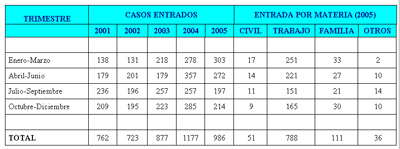 TRIMESTRE CASOS ENTRADOS ENTRADA POR MATERIA (2005)
2001 2002 2003 2004 2005 CIVIL TRABAJO FAMILIA OTROS
Enero-Marzo 138 131 218 278 303 17 251 33 2
Abril-Junio 179 201 179 357 272 14 221 27 10
Julio-Septiembre 236 196 257 257 197 11 151 21 14
Octubre-Diciembre 209 195 223 285 214 9 165 30 10
TOTAL 762 723 877 1177 986 51 788 111 36